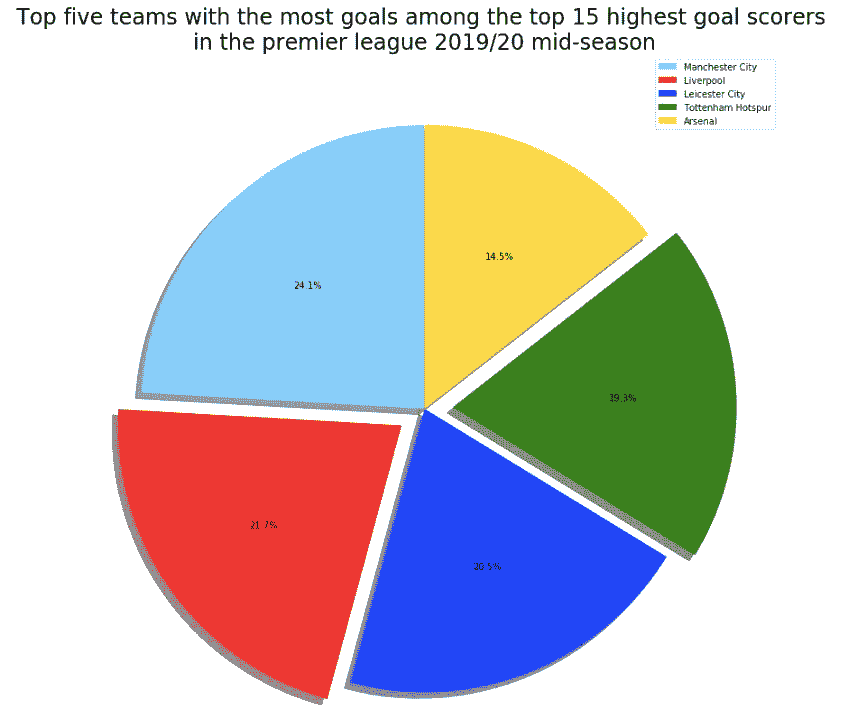 Top five teams with the most goals among the top 15 highest goal scorers
in the premier league 2019/20 mid-season
Manchester City
Liverpool
Leicester City
Tottenham Hotspur
Arsenal
14.5%
24.1%
21.7%
20.5%